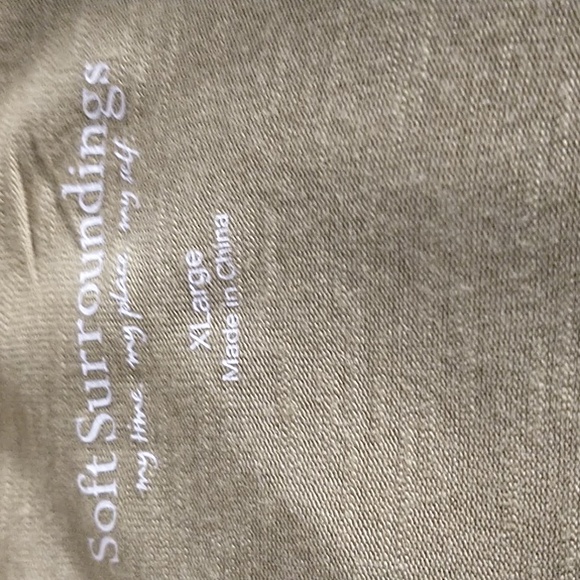 Soft Surroundings
my time my place my self
XLarge
Made in China